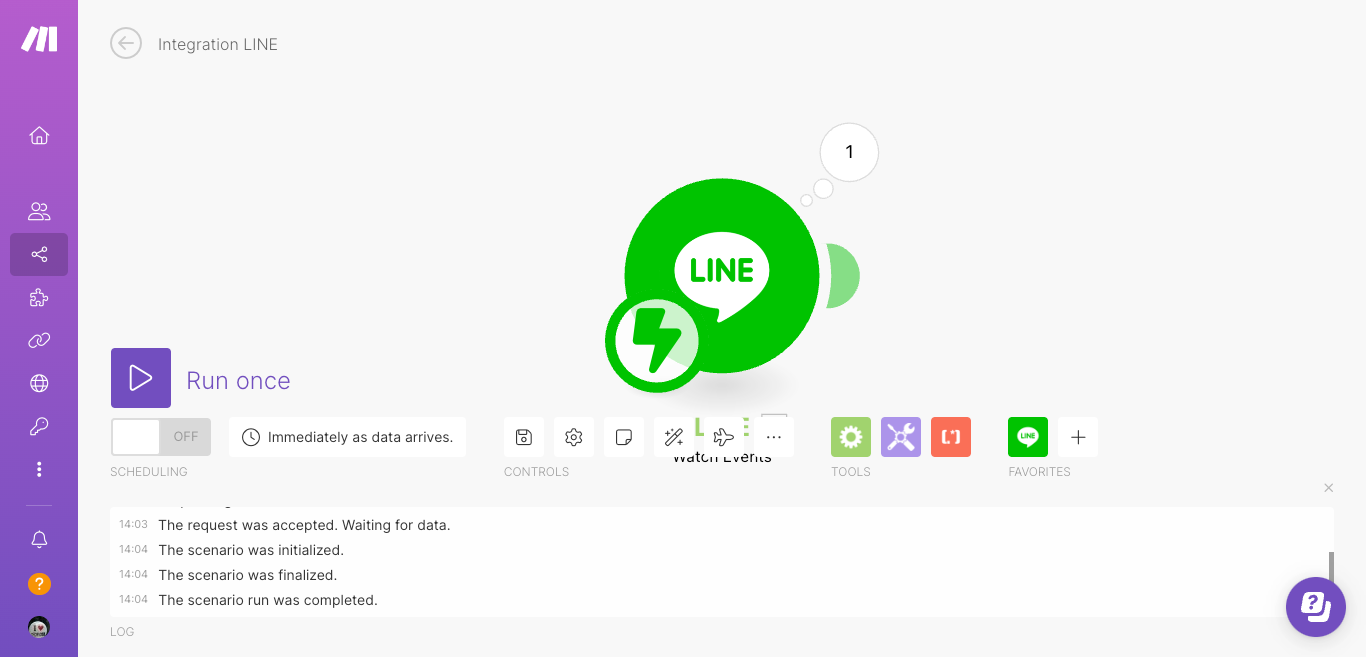 Integration LINE
1
LINE
Run once
OFF
Immediately as data arrives.
Watch Events
LINE
SCHEDULING
CONTROLS
TOOLS
FAVORITES
14:03 The request was accepted. Waiting for data.
14:04 The scenario was initialized.
14:04 The scenario was finalized.
14:04 The scenario run was completed.
LOG